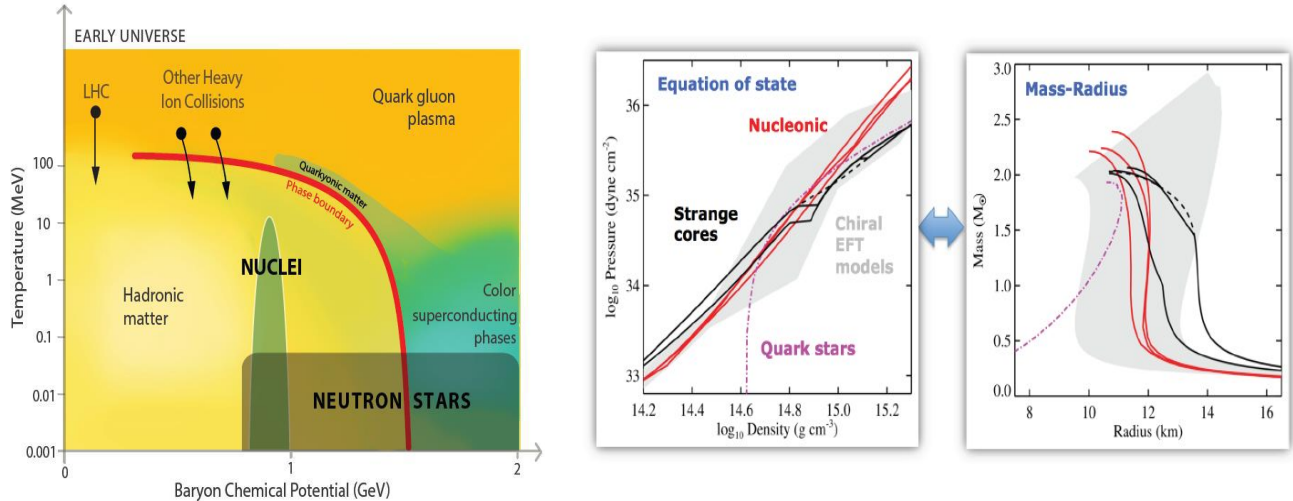 EARLY UNIVERSE
LHC
Other Heavy
Ion Collisions
Quark gluon
plasma
Quarkyonic matter
Phase boundary
NUCLEI
Hadronic
matter
Color
superconducting
phases
NEUTRON STARS
Temperature (MeV)
100
10
1
0.1
0.01
0.001
0
1
2
Baryon Chemical Potential (GeV)
Equation of state
Nucleonic
Strange
cores
Chiral
EFT
models
Quark stars
log₁₀ Pressure (dyne cm⁻²)
36
35
34
33
14.2
14.4
14.6
14.8
15.0
15.2
log₁₀ Density (g cm⁻³)
Mass-Radius
Mass (M☉)
3.0
2.5
2.0
1.5
1.0
0.5
0.0
8
10
12
14
16
Radius (km)